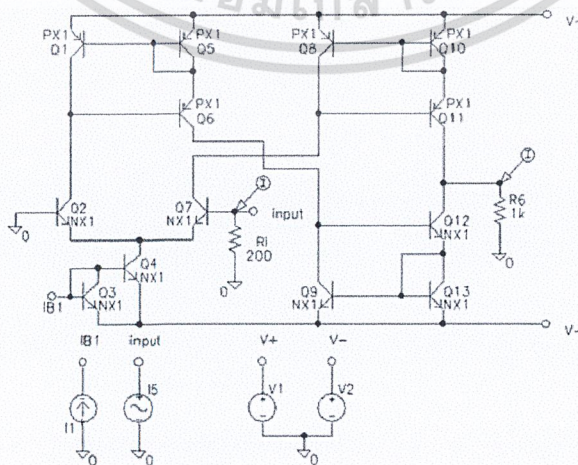 V+
PX1 Q1
PX1 Q5
PX1 Q8
PX1 Q10
PX1 Q6
PX1 Q11
Q2 NX1
Q7 NX1
I
input
RI 200
0
0
I
R6 1k
0
Q12 NX1
Q4 NX1
Q3 NX1
IB1
Q9 NX1
Q13 NX1
V-
IB1
input
V+
V-
I1
I5
V1
V2
0
0
0